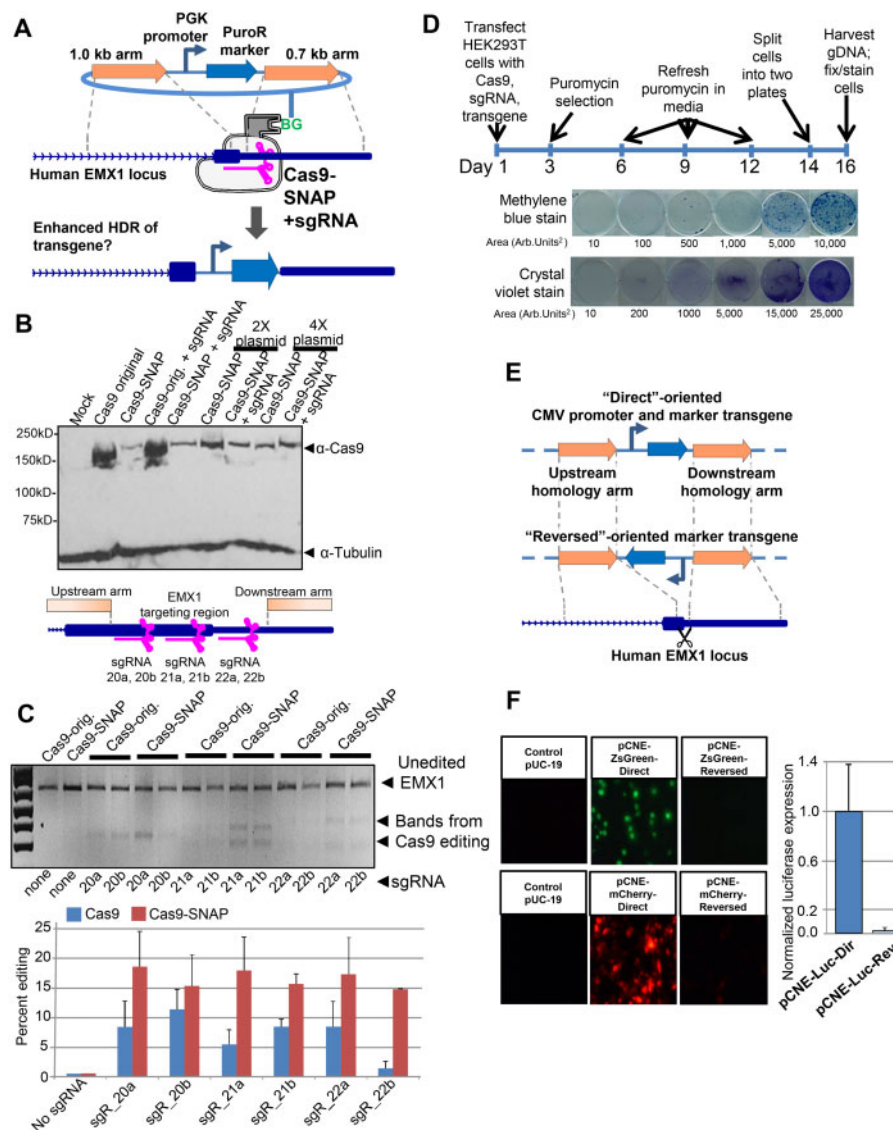 A
PGK
promoter
PuroR
marker
1.0 kb arm
0.7 kb arm
BG
Human EMX1 locus
Cas9-
SNAP
+sgRNA
Enhanced HDR of
transgene?
B
Mock
Cas9 original
Cas9-SNAP
Cas9-orig. + sgRNA
Cas9-SNAP + sgRNA
2X
plasmid
Cas9-SNAP
Cas9-SNAP
+ sgRNA
4X
plasmid
Cas9-SNAP
Cas9-SNAP
+ sgRNA
250kD
150kD
100kD
75kD
α-Cas9
α-Tubulin
Upstream arm
EMX1
targeting region
Downstream arm
sgRNA
20a, 20b
sgRNA
21a, 21b
sgRNA
22a, 22b
C
Cas9-orig.
Cas9-SNAP
Cas9-orig.
Cas9-SNAP
Cas9-orig.
Cas9-SNAP
Cas9-orig.
Cas9-SNAP
Unedited
EMX1
Bands from
Cas9 editing
none
none
20a
20b
20a
20b
21a
21b
21a
21b
22a
22b
22a
22b
sgRNA
Cas9
Cas9-SNAP
Percent editing
25
20
15
10
5
0
No sgRNA
sgR_20a
sgR_20b
sgR_21a
sgR_21b
sgR_22a
sgR_22b
D
Transfect
HEK293T
cells with
Cas9,
sgRNA,
transgene
Puromycin
selection
Refresh
puromycin in
media
Split
cells
into two
plates
Harvest
gDNA;
fix/stain
cells
Day 1 3 6 9 12 14 16
Methylene
blue stain
Area (Arb.Units²) 10 100 500 1,000 5,000 10,000
Crystal
violet stain
Area (Arb.Units²) 10 200 1000 5,000 15,000 25,000
E
“Direct”-oriented
CMV promoter and marker transgene
Upstream
homology arm
Downstream
homology arm
“Reversed”-oriented marker transgene
Human EMX1 locus
F
Control
pUC-19
pCNE-
ZsGreen-
Direct
pCNE-
ZsGreen-
Reversed
Control
pUC-19
pCNE-
mCherry-
Direct
pCNE-
mCherry-
Reversed
Normalized luciferase expression
1.4
1.0
0.6
0.2
0.0
pCNE-Luc-Dir
pCNE-Luc-Rev